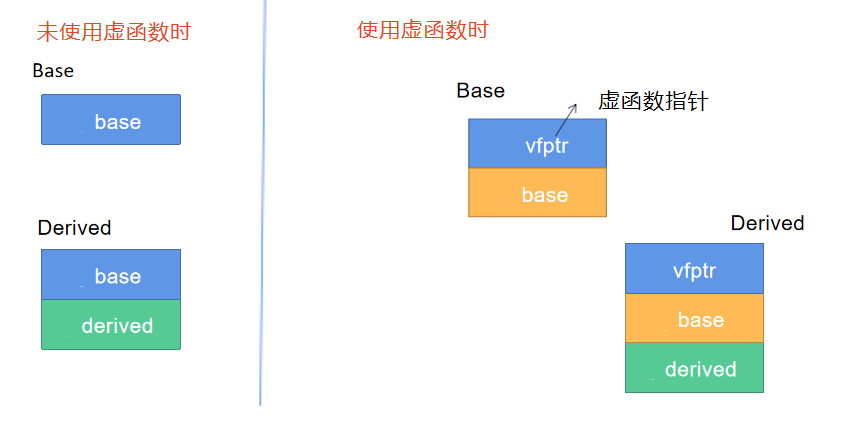 未使用虚函数时
Base
base
Derived
base
derived
使用虚函数时
Base
虚函数指针
vfptr
base
Derived
vfptr
base
derived